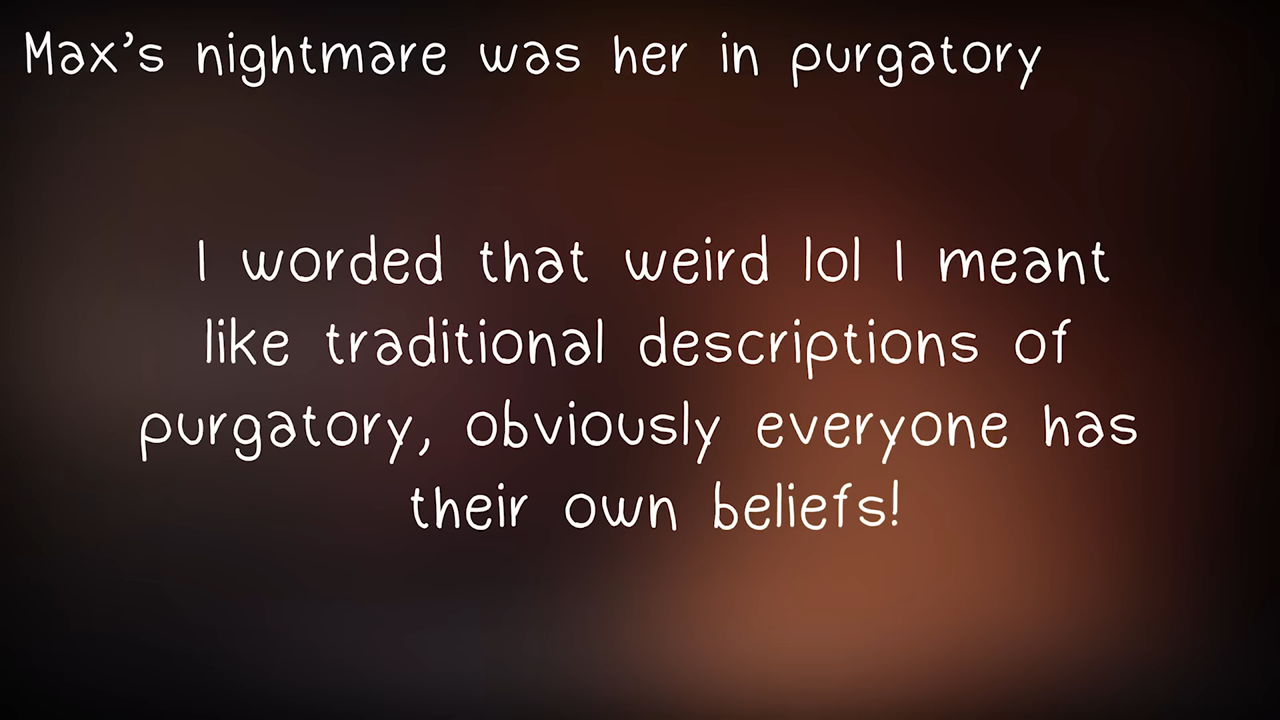 Max's nightmare was her in purgatory
I worded that weird lol I meant
like traditional descriptions of
purgatory, obviously everyone has
their own beliefs!